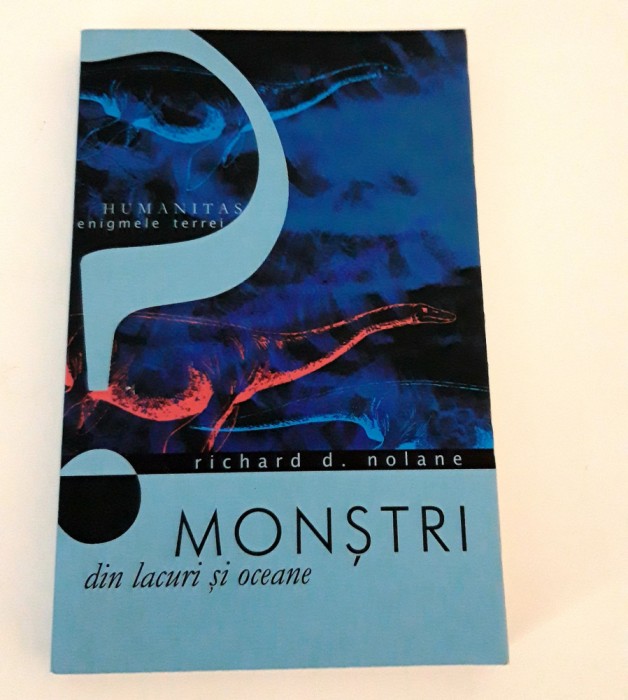 HUMANITAS
enigmele terrei
richard d. nolane
MONȘTRI
din lacuri și oceane